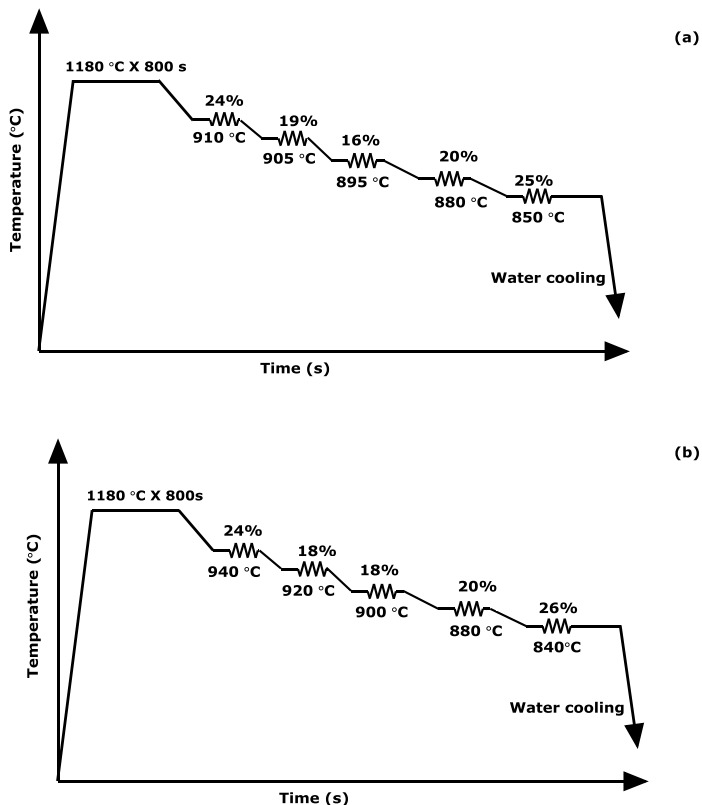 (a)
1180 °C X 800 s
24%
910 °C
19%
905 °C
16%
895 °C
20%
880 °C
25%
850 °C
Water cooling
Temperature (°C)
Time (s)
(b)
1180 °C X 800s
24%
940 °C
18%
920 °C
18%
900 °C
20%
880 °C
26%
840°C
Water cooling
Temperature (°C)
Time (s)